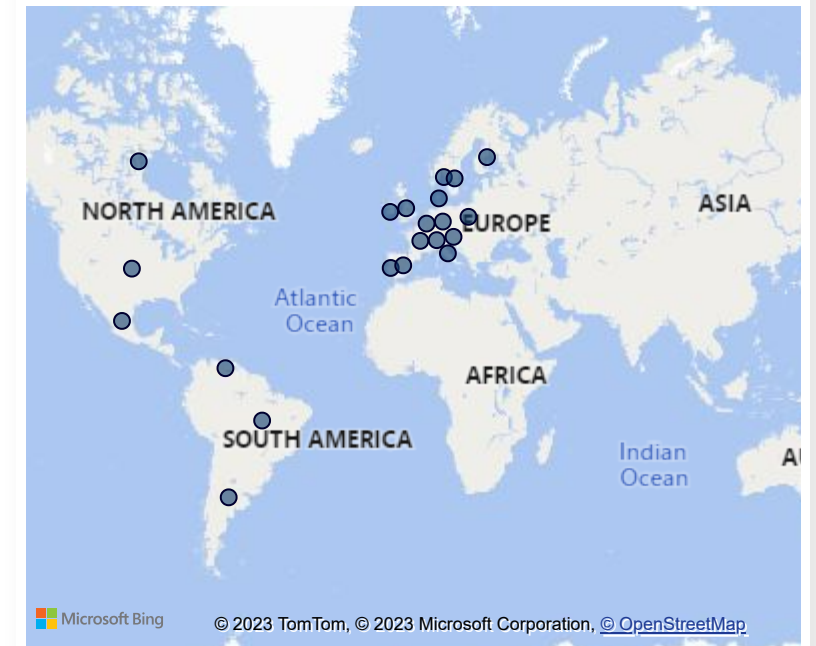 NORTH AMERICA
ASIA
EUROPE
Atlantic
Ocean
AFRICA
SOUTH AMERICA
Indian
Ocean
AU
Microsoft Bing
© 2023 TomTom, © 2023 Microsoft Corporation, © OpenStreetMap